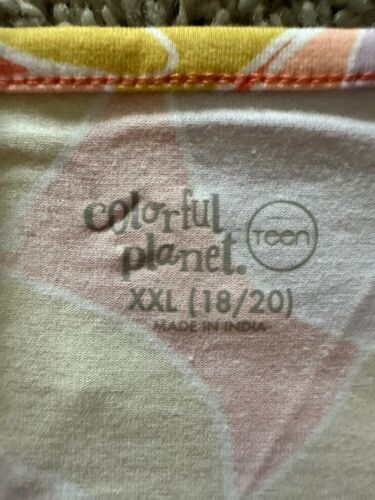 colorful
planet.
Teen
XXL (18/20)
MADE IN INDIA